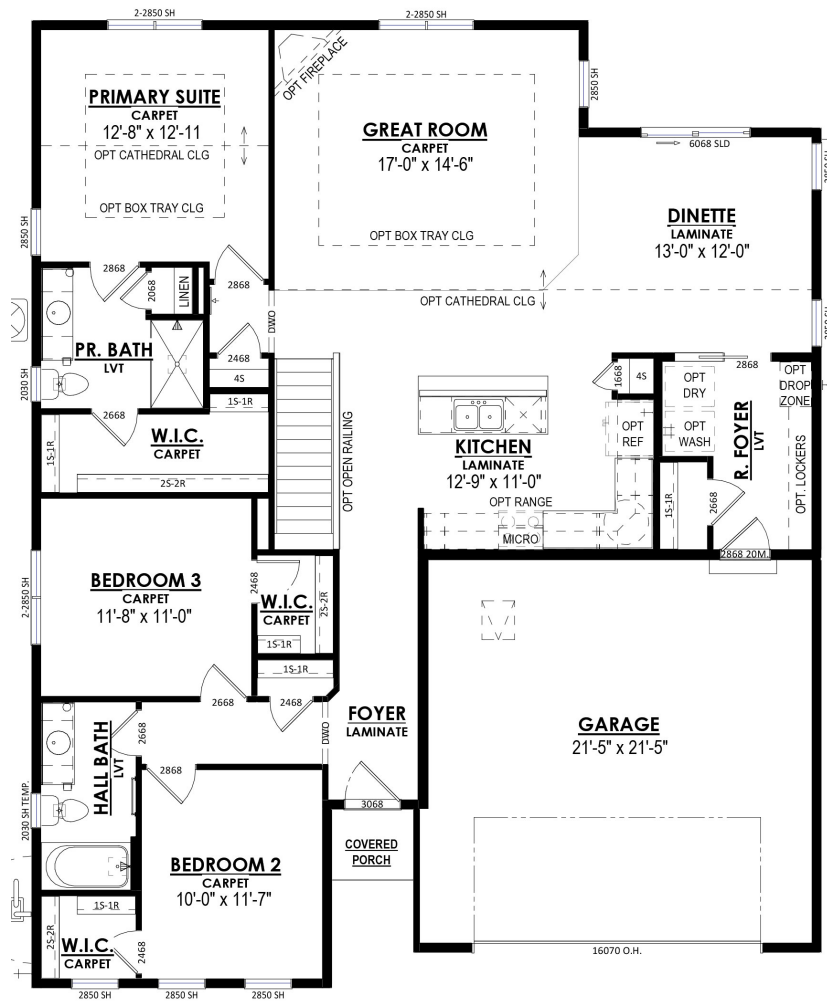 2-2850 SH
2-2850 SH
OPT FIREPLACE
2850 SH
PRIMARY SUITE
CARPET
12'-8" x 12'-11
OPT CATHEDRAL CLG
OPT BOX TRAY CLG
GREAT ROOM
CARPET
17'-0" x 14'-6"
OPT BOX TRAY CLG
6068 SLD
2850 SH
DINETTE
LAMINATE
13'-0" x 12'-0"
2850 SH
2868
2068
LINEN
2868
DWO
OPT CATHEDRAL CLG
2850 SH
PR. BATH
LVT
2030 SH
2468
4S
1668
4S
2868
OPT
DRY
OPT
DROP
ZONE
1S-1R
2668
W.I.C.
CARPET
1S-1R
2S-2R
OPT OPEN RAILING
KITCHEN
LAMINATE
12'-9" x 11'-0"
OPT RANGE
MICRO
OPT
REF
OPT
WASH
R. FOYER
LVT
OPT. LOCKERS
1S-1R
2668
2868 20M.
2-2850 SH
BEDROOM 3
CARPET
11'-8" x 11'-0"
2468
W.I.C.
CARPET
2S-2R
1S-1R
1S-1R
2668
2468
DWO
FOYER
LAMINATE
GARAGE
21'-5" x 21'-5"
HALL BATH
LVT
2668
2868
2030 SH TEMP.
3068
COVERED
PORCH
BEDROOM 2
CARPET
10'-0" x 11'-7"
1S-1R
2S-2R
W.I.C.
CARPET
2468
16070 O.H.
2850 SH
2850 SH
2850 SH